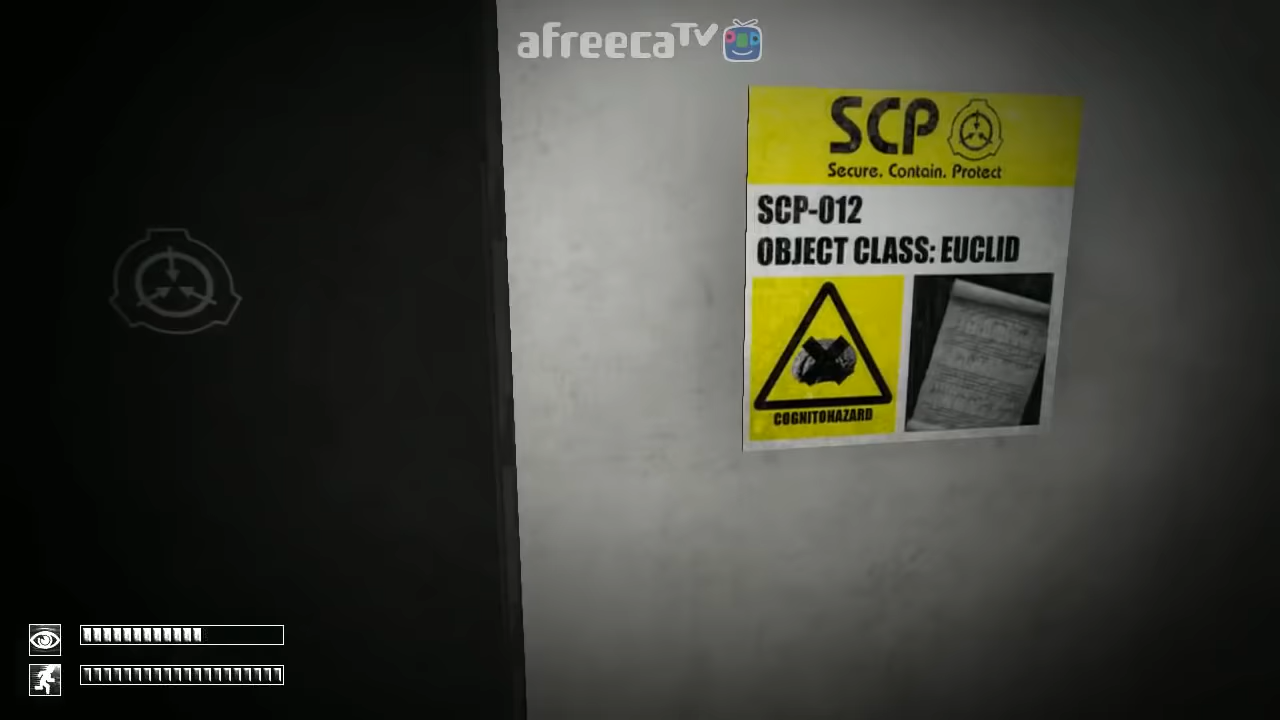 afreecaTV
SCP
Secure. Contain. Protect
SCP-012
OBJECT CLASS: EUCLID
COGNITOHAZARD